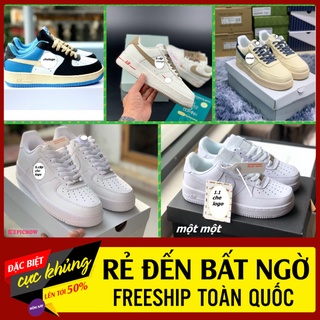 1.1
che
logo
một một
ĐẶC BIỆT
cực khủng
LÊN TỚI 50%
RẺ ĐẾN BẤT NGỜ
FREESHIP TOÀN QUỐC